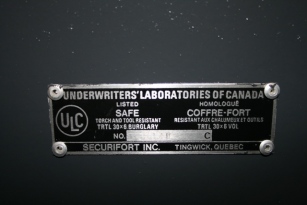 UNDERWRITERS' LABORATORIES OF CANADA
LISTED HOMOLOGUÉ
SAFE COFFRE-FORT
TORCH AND TOOL RESISTANT RESISTANT AUX CHALUMEUX ET OUTILS
TRTL 30×6 BURGLARY TRTL 30×6 VOL
ULC
NO. C
SECURIFORT INC. TINGWICK, QUEBEC